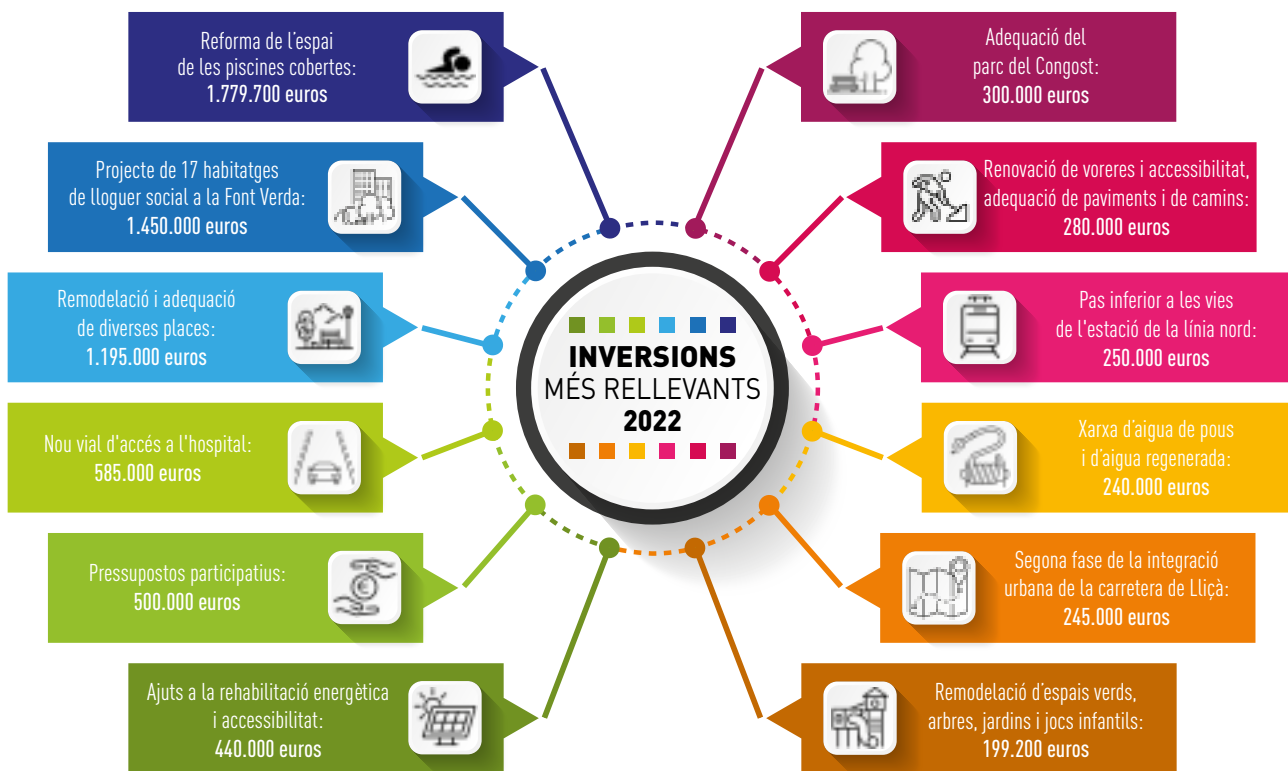 Reforma de l'espai
de les piscines cobertes:
1.779.700 euros
Projecte de 17 habitatges
de lloguer social a la Font Verda:
1.450.000 euros
Remodelació i adequació
de diverses places:
1.195.000 euros
Nou vial d'accés a l'hospital:
585.000 euros
Pressupostos participatius:
500.000 euros
Ajuts a la rehabilitació energètica
i accessibilitat:
440.000 euros
INVERSIONS
MÉS RELLEVANTS
2022
Adequació del
parc del Congost:
300.000 euros
Renovació de voreres i accessibilitat,
adequació de paviments i de camins:
280.000 euros
Pas inferior a les vies
de l'estació de la línia nord:
250.000 euros
Xarxa d'aigua de pous
i d'aigua regenerada:
240.000 euros
Segona fase de la integració
urbana de la carretera de Lliçà:
245.000 euros
Remodelació d'espais verds,
arbres, jardins i jocs infantils:
199.200 euros